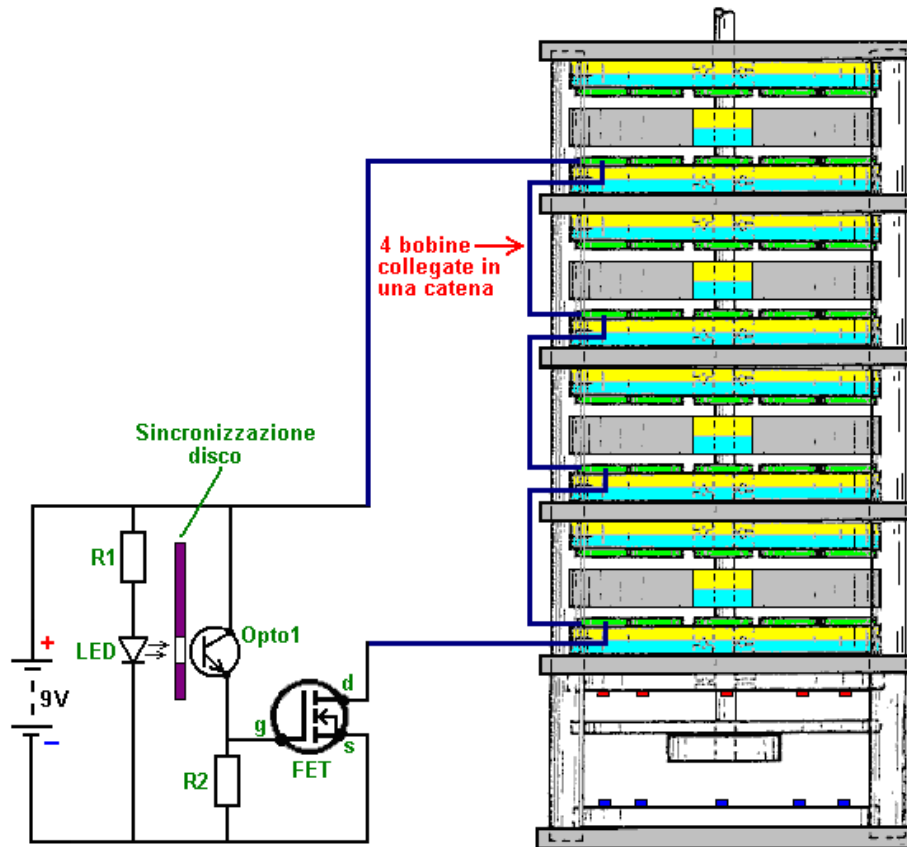 4 bobine
collegate in
una catena
Sincronizzazione
disco
R1
+
LED
Opto1
9V
–
d
g
s
R2
FET